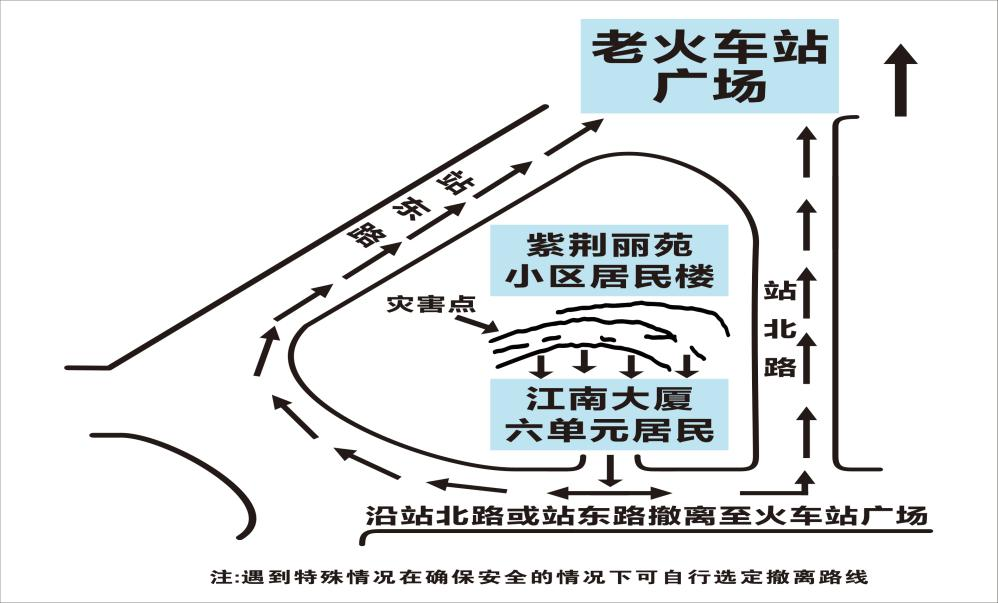 老火车站
广场
站东路
紫荆丽苑
小区居民楼
灾害点
站北路
江南大厦
六单元居民
沿站北路或站东路撤离至火车站广场
注:遇到特殊情况在确保安全的情况下可自行选定撤离路线